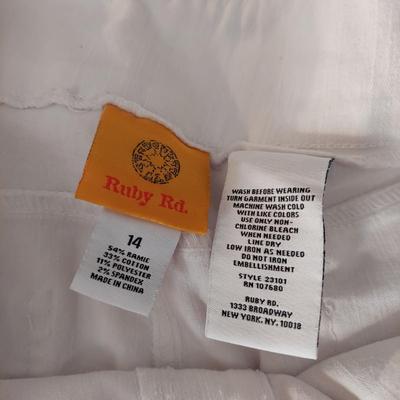 Ruby Rd.
14
54% RAMIE
33% COTTON
11% POLYESTER
2% SPANDEX
MADE IN CHINA
WASH BEFORE WEARING
TURN GARMENT INSIDE OUT
MACHINE WASH COLD
WITH LIKE COLORS
USE ONLY NON-
CHLORINE BLEACH
WHEN NEEDED
LINE DRY
LOW IRON AS NEEDED
DO NOT IRON
EMBELLISHMENT
STYLE 23101
RN 107680
RUBY RD.
1333 BROADWAY
NEW YORK, NY. 10018